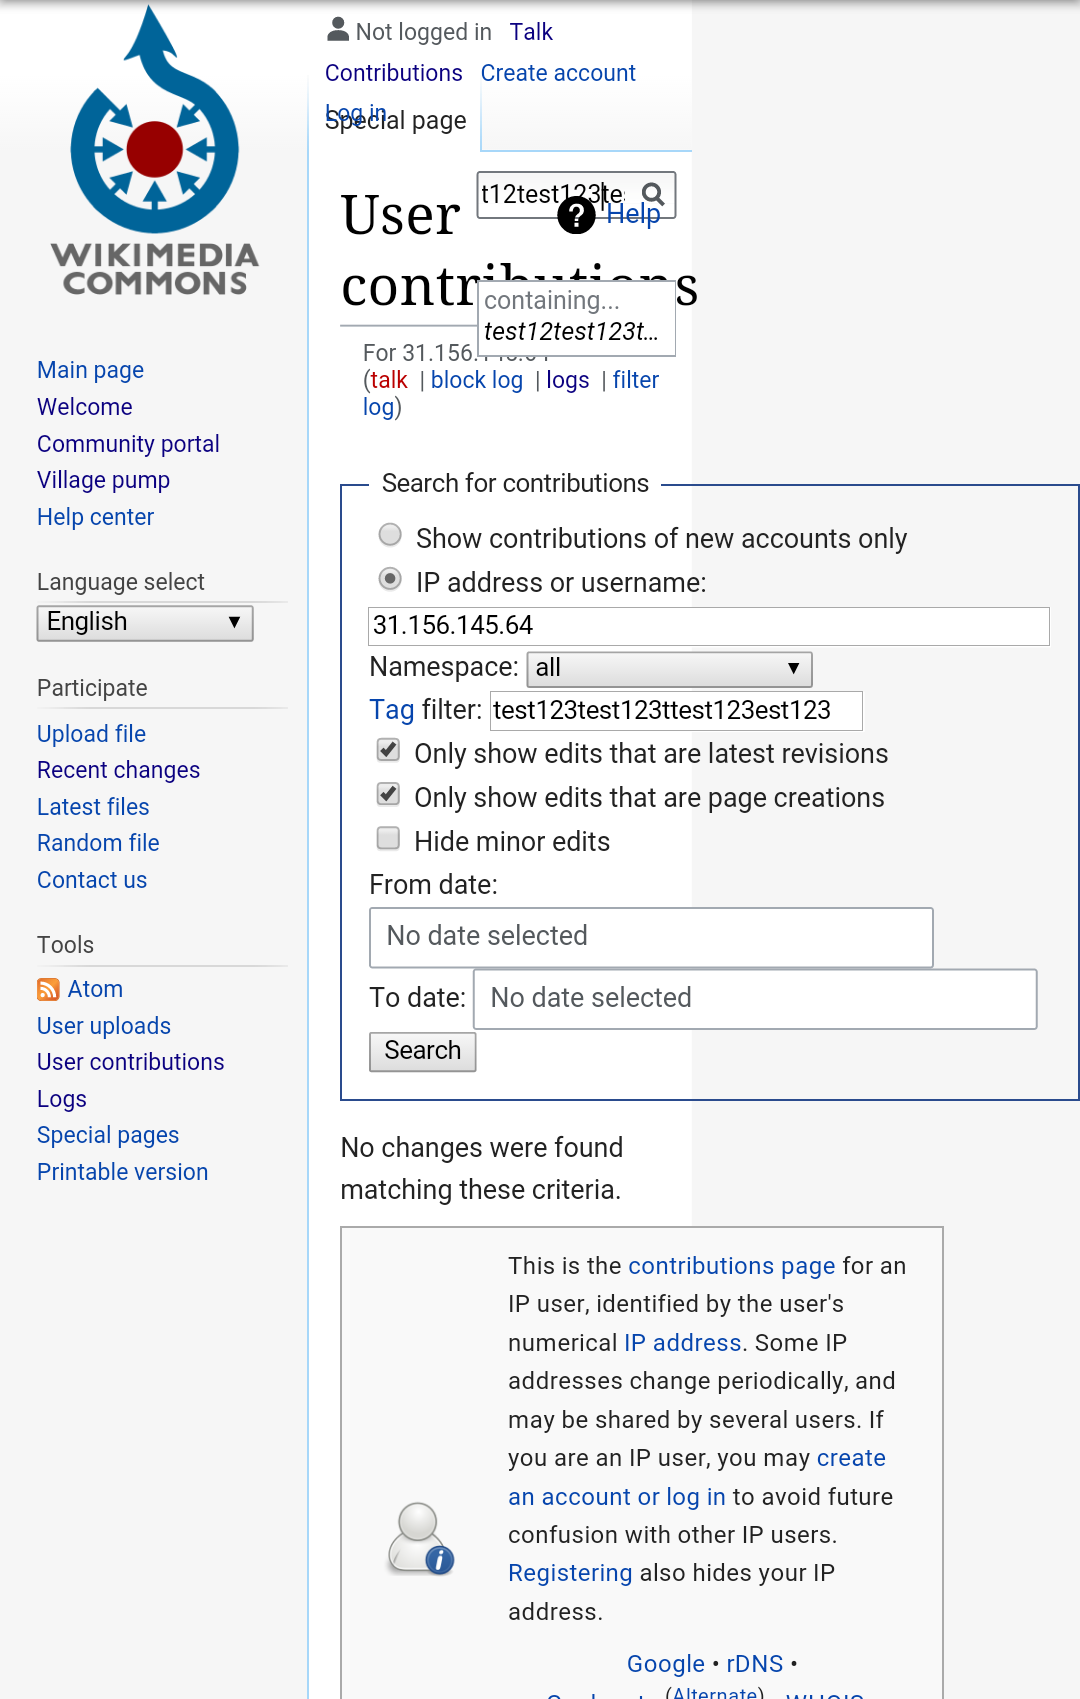 Not logged in Talk
Contributions Create account
Log in
Special page
t12test123te
User
Help
contributions
containing...
test12test123t...
WIKIMEDIA
COMMONS
For 31.156.145.64
(talk | block log | logs | filter
log)
Main page
Welcome
Community portal
Village pump
Help center
Language select
English
Participate
Upload file
Recent changes
Latest files
Random file
Contact us
Tools
Atom
User uploads
User contributions
Logs
Special pages
Printable version
Search for contributions
Show contributions of new accounts only
IP address or username:
31.156.145.64
Namespace: all
Tag filter: test123test123ttest123est123
Only show edits that are latest revisions
Only show edits that are page creations
Hide minor edits
From date:
No date selected
To date: No date selected
Search
No changes were found
matching these criteria.
This is the contributions page for an
IP user, identified by the user's
numerical IP address. Some IP
addresses change periodically, and
may be shared by several users. If
you are an IP user, you may create
an account or log in to avoid future
confusion with other IP users.
Registering also hides your IP
address.
Google • rDNS •
(Alternate) WHOIS